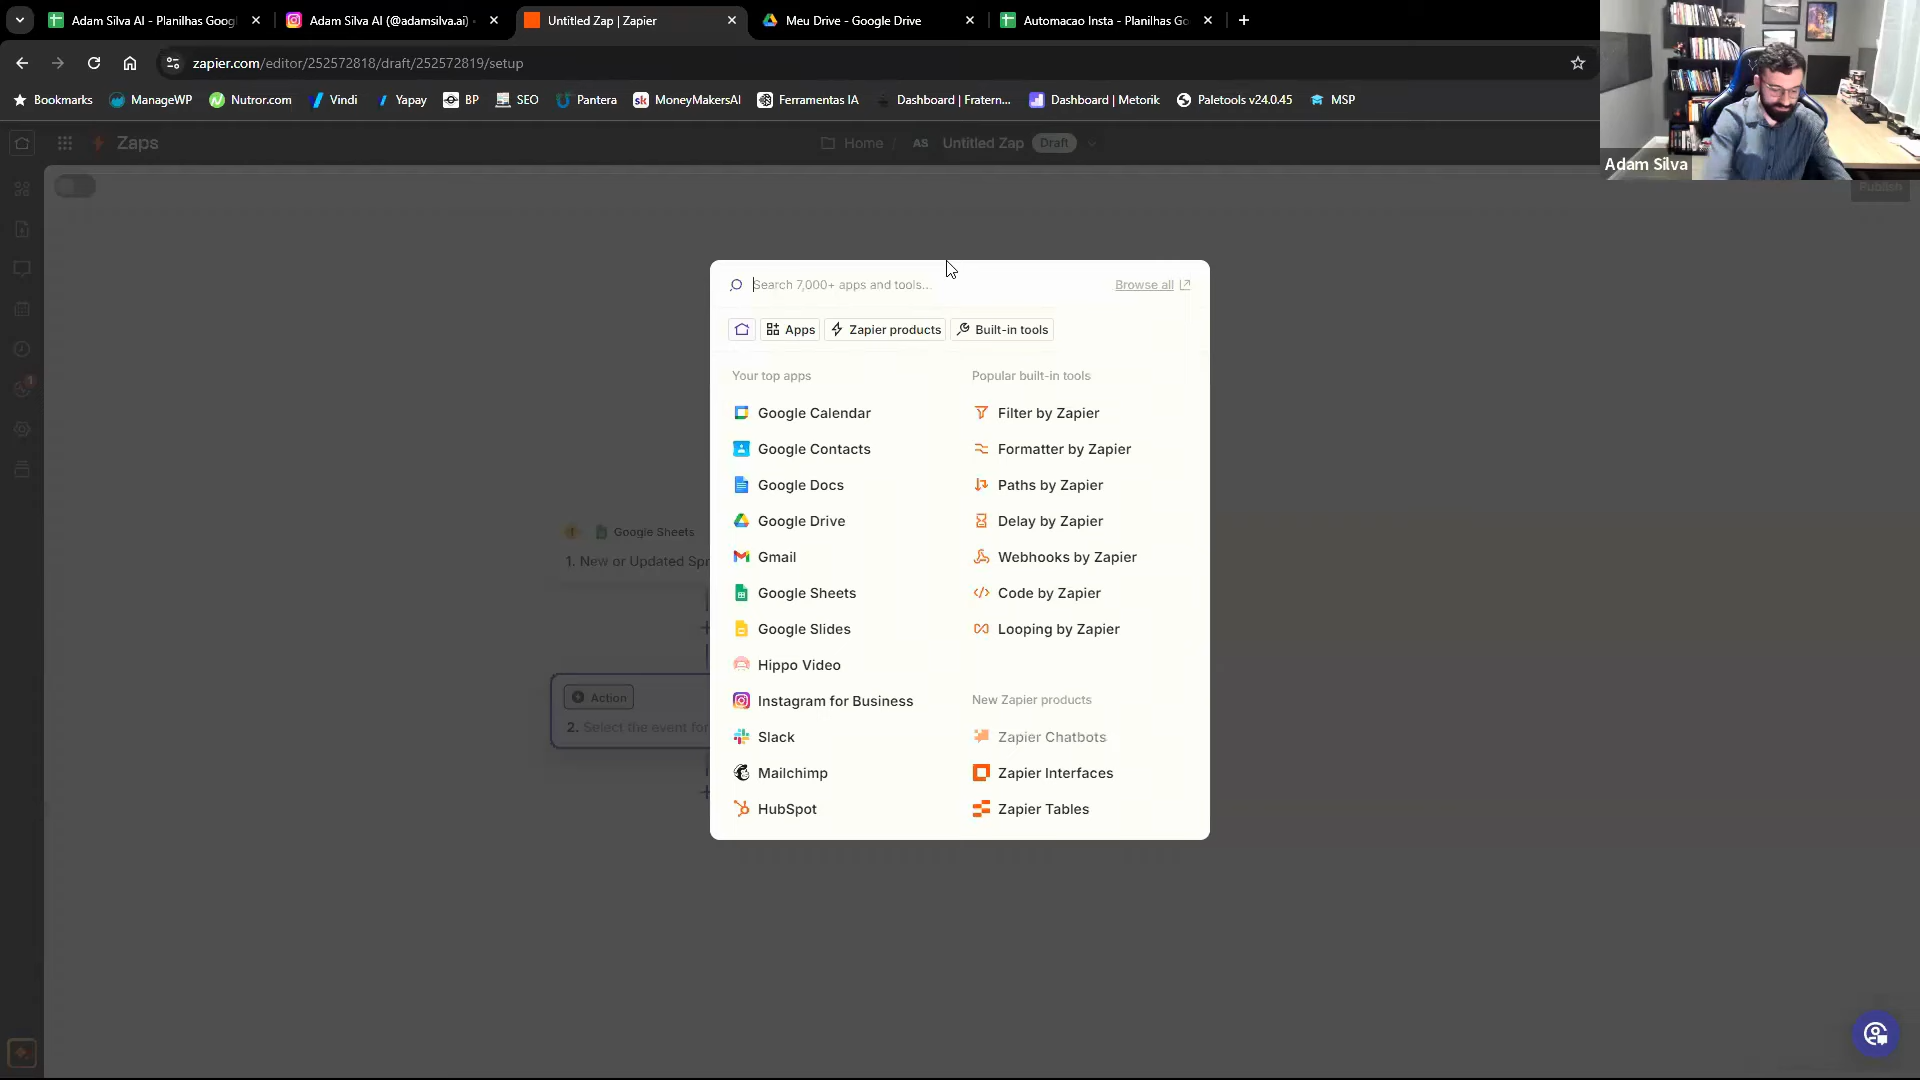 Adam Silva AI - Planilhas Goog
Adam Silva AI (@adamsilva.ai)
Untitled Zap | Zapier
Meu Drive - Google Drive
Automacao Insta - Planilhas Go
zapier.com/editor/252572818/draft/252572819/setup
Bookmarks
ManageWP
Nutror.com
Vindi
Yapay
BP
SEO
Pantera
sk MoneyMakersAI
Ferramentas IA
Dashboard | Fratern...
Dashboard | Metorik
Paletools v24.0.45
MSP
Adam Silva
Zaps
Home /
AS
Untitled Zap
Draft
Publish
Search 7,000+ apps and tools...
Browse all
Apps
Zapier products
Built-in tools
Your top apps
Google Calendar
Google Contacts
Google Docs
Google Drive
Gmail
Google Sheets
Google Slides
Hippo Video
Instagram for Business
Slack
Mailchimp
HubSpot
Popular built-in tools
Filter by Zapier
Formatter by Zapier
Paths by Zapier
Delay by Zapier
Webhooks by Zapier
Code by Zapier
Looping by Zapier
New Zapier products
Zapier Chatbots
Zapier Interfaces
Zapier Tables
Google Sheets
1. New or Updated Spr
Action
2. Select the event for
1